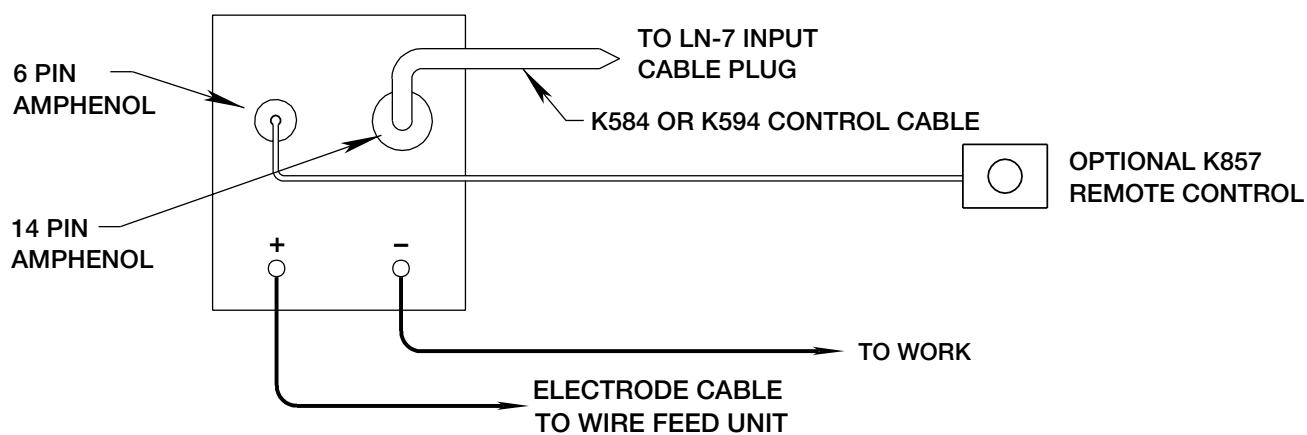 TO LN-7 INPUT
CABLE PLUG
6 PIN
AMPHENOL
K584 OR K594 CONTROL CABLE
OPTIONAL K857
REMOTE CONTROL
14 PIN
AMPHENOL
+ –
TO WORK
ELECTRODE CABLE
TO WIRE FEED UNIT